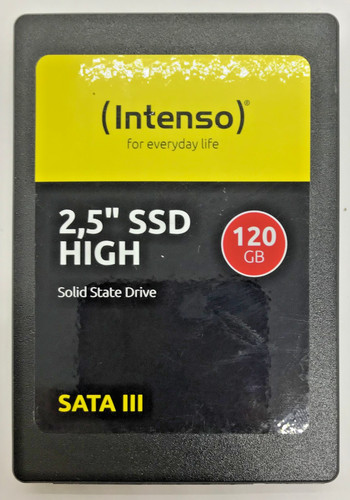 (Intenso)®
for everyday life
2,5" SSD
HIGH
120
GB
Solid State Drive
SATA III